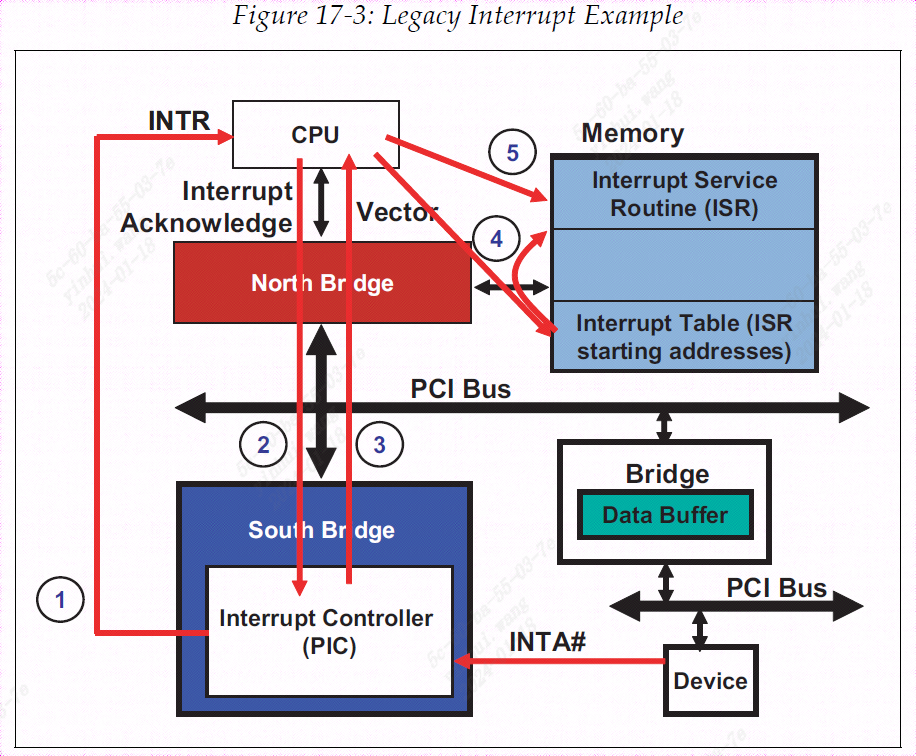 Figure 17-3: Legacy Interrupt Example
INTR
CPU
Memory
5
Interrupt Service
Routine (ISR)
Interrupt
Acknowledge
Vector
4
North Bridge
Interrupt Table (ISR
starting addresses)
PCI Bus
2
3
Bridge
Data Buffer
South Bridge
PCI Bus
1
Interrupt Controller
(PIC)
INTA#
Device